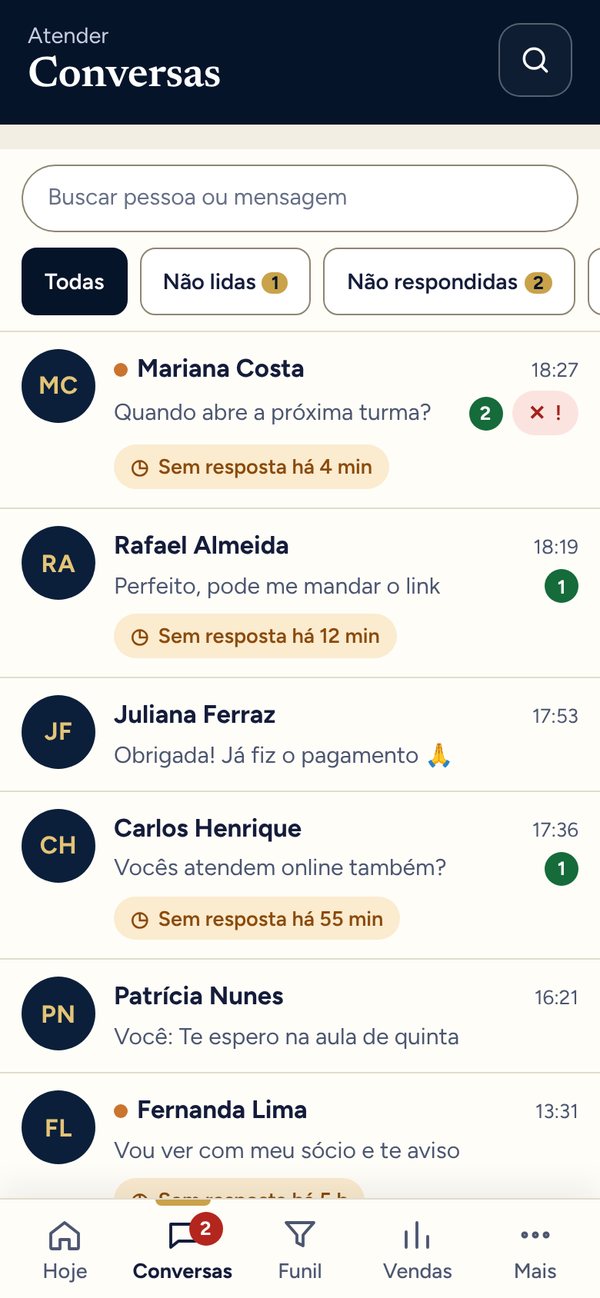 Atender
Conversas
Buscar pessoa ou mensagem
Todas
Não lidas 1
Não respondidas 2
MC
Mariana Costa
18:27
Quando abre a próxima turma?
2
✕ !
Sem resposta há 4 min
RA
Rafael Almeida
18:19
Perfeito, pode me mandar o link
1
Sem resposta há 12 min
JF
Juliana Ferraz
17:53
Obrigada! Já fiz o pagamento 🙏
CH
Carlos Henrique
17:36
Vocês atendem online também?
1
Sem resposta há 55 min
PN
Patrícia Nunes
16:21
Você: Te espero na aula de quinta
FL
Fernanda Lima
13:31
Vou ver com meu sócio e te aviso
Sem resposta há 5 h
2
Hoje
Conversas
Funil
Vendas
Mais